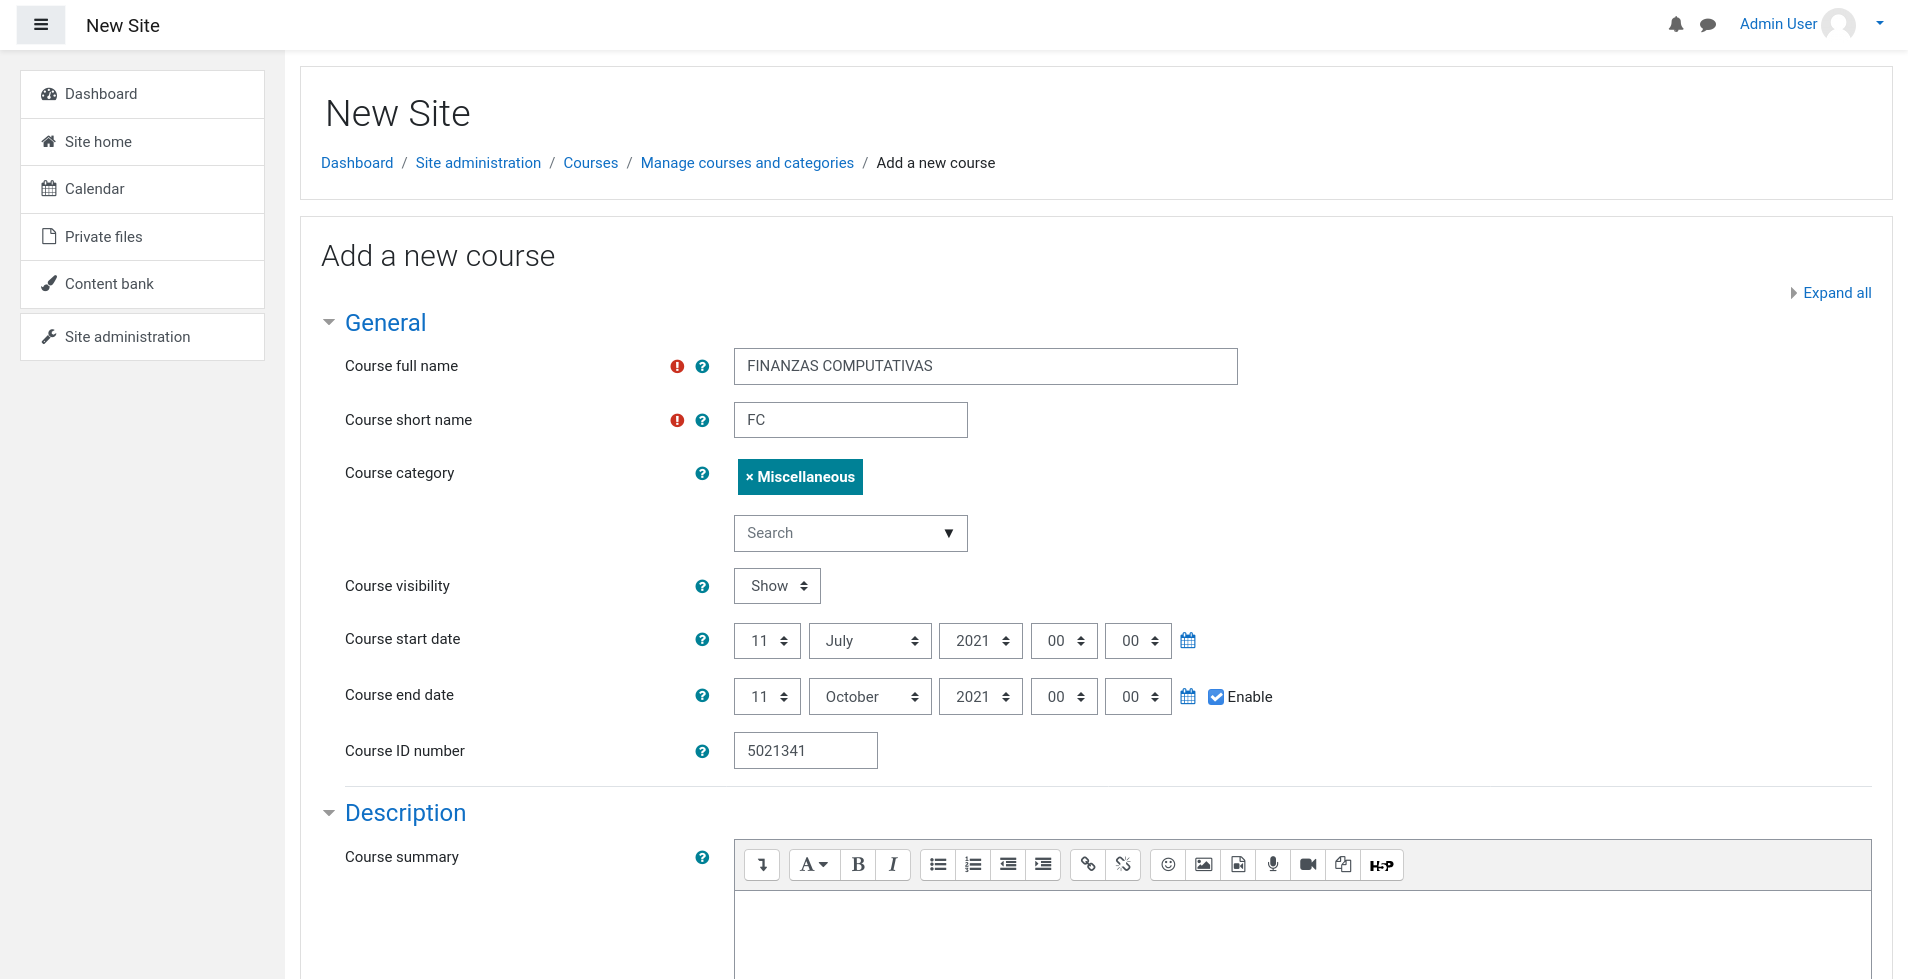 New Site
Admin User
Dashboard
Site home
Calendar
Private files
Content bank
Site administration
New Site
Dashboard / Site administration / Courses / Manage courses and categories / Add a new course
Add a new course
Expand all
General
Course full name FINANZAS COMPUTATIVAS
Course short name FC
Course category × Miscellaneous
Search
Course visibility Show
Course start date 11 July 2021 00 00
Course end date 11 October 2021 00 00 Enable
Course ID number 5021341
Description
Course summary
A B I H5P